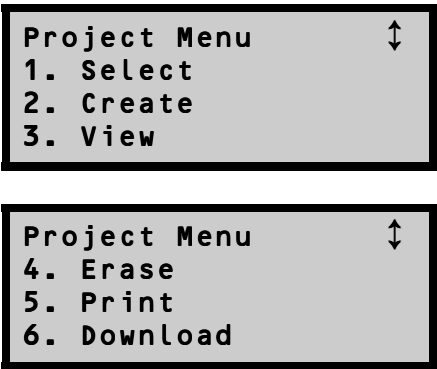 Project Menu ↕
1. Select
2. Create
3. View
Project Menu ↕
4. Erase
5. Print
6. Download